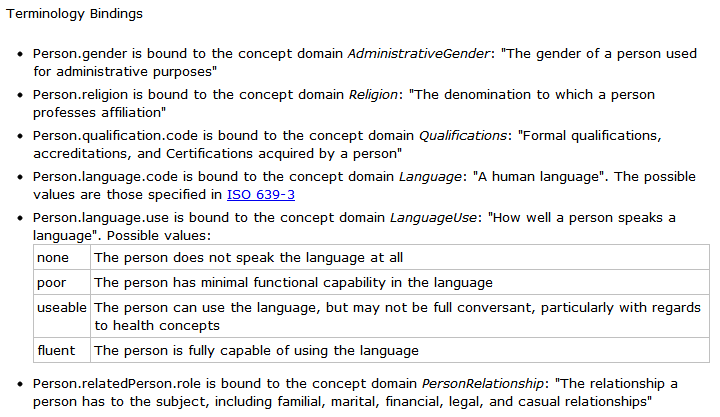 Terminology Bindings
• Person.gender is bound to the concept domain AdministrativeGender: "The gender of a person used
for administrative purposes"
• Person.religion is bound to the concept domain Religion: "The denomination to which a person
professes affiliation"
• Person.qualification.code is bound to the concept domain Qualifications: "Formal qualifications,
accreditations, and Certifications acquired by a person"
• Person.language.code is bound to the concept domain Language: "A human language". The possible
values are those specified in ISO 639-3
• Person.language.use is bound to the concept domain LanguageUse: "How well a person speaks a
language". Possible values:
none The person does not speak the language at all
poor The person has minimal functional capability in the language
useable The person can use the language, but may not be full conversant, particularly with regards
to health concepts
fluent The person is fully capable of using the language
• Person.relatedPerson.role is bound to the concept domain PersonRelationship: "The relationship a
person has to the subject, including familial, marital, financial, legal, and casual relationships"